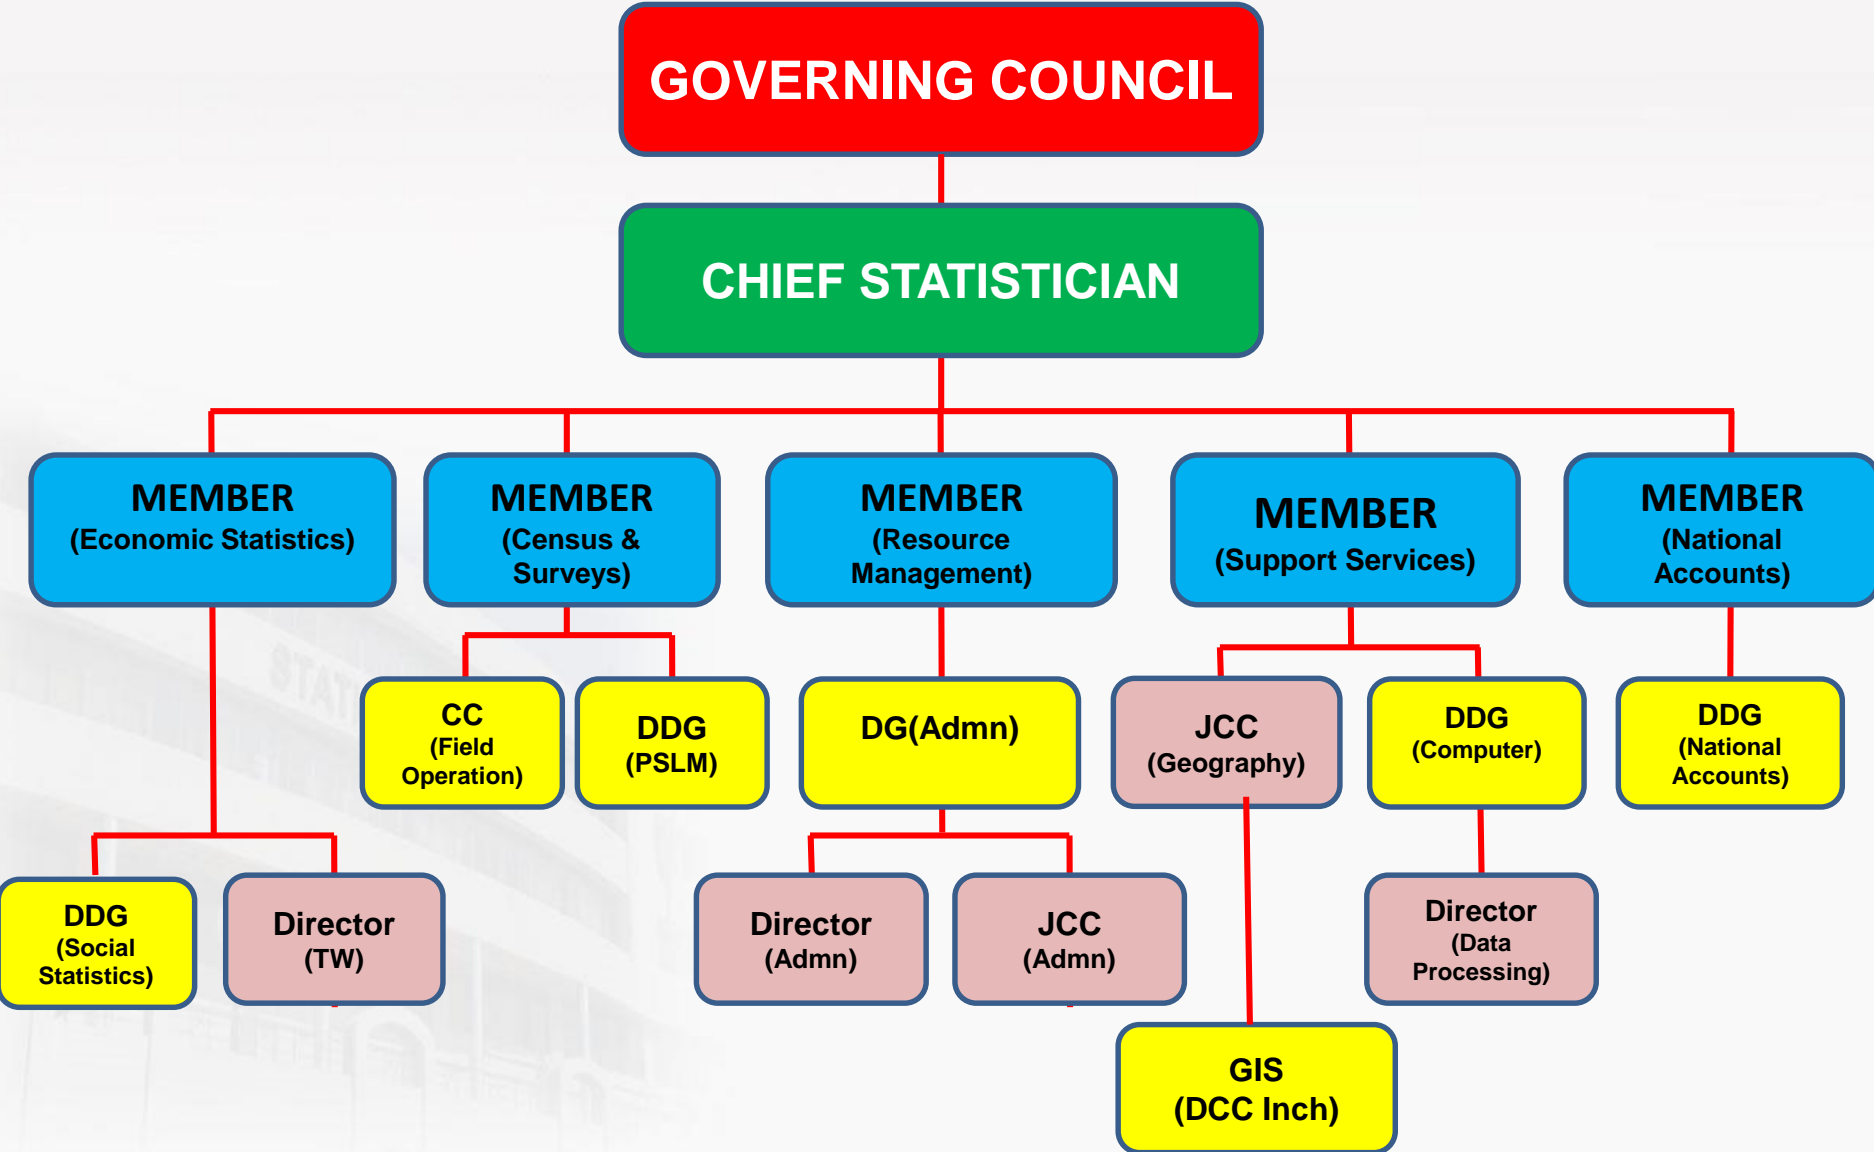 GOVERNING COUNCIL
CHIEF STATISTICIAN
MEMBER
(Economic Statistics)
MEMBER
(Census &
Surveys)
MEMBER
(Resource
Management)
MEMBER
(Support Services)
MEMBER
(National
Accounts)
CC
(Field
Operation)
DDG
(PSLM)
DG(Admn)
JCC
(Geography)
DDG
(Computer)
DDG
(National
Accounts)
DDG
(Social
Statistics)
Director
(TW)
Director
(Admn)
JCC
(Admn)
Director
(Data
Processing)
GIS
(DCC Inch)